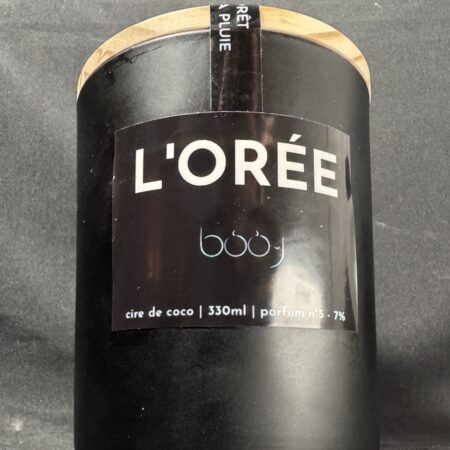 L'ORÉE
cire de coco | 330ml | parfum n°5 - 7%
PLUIE